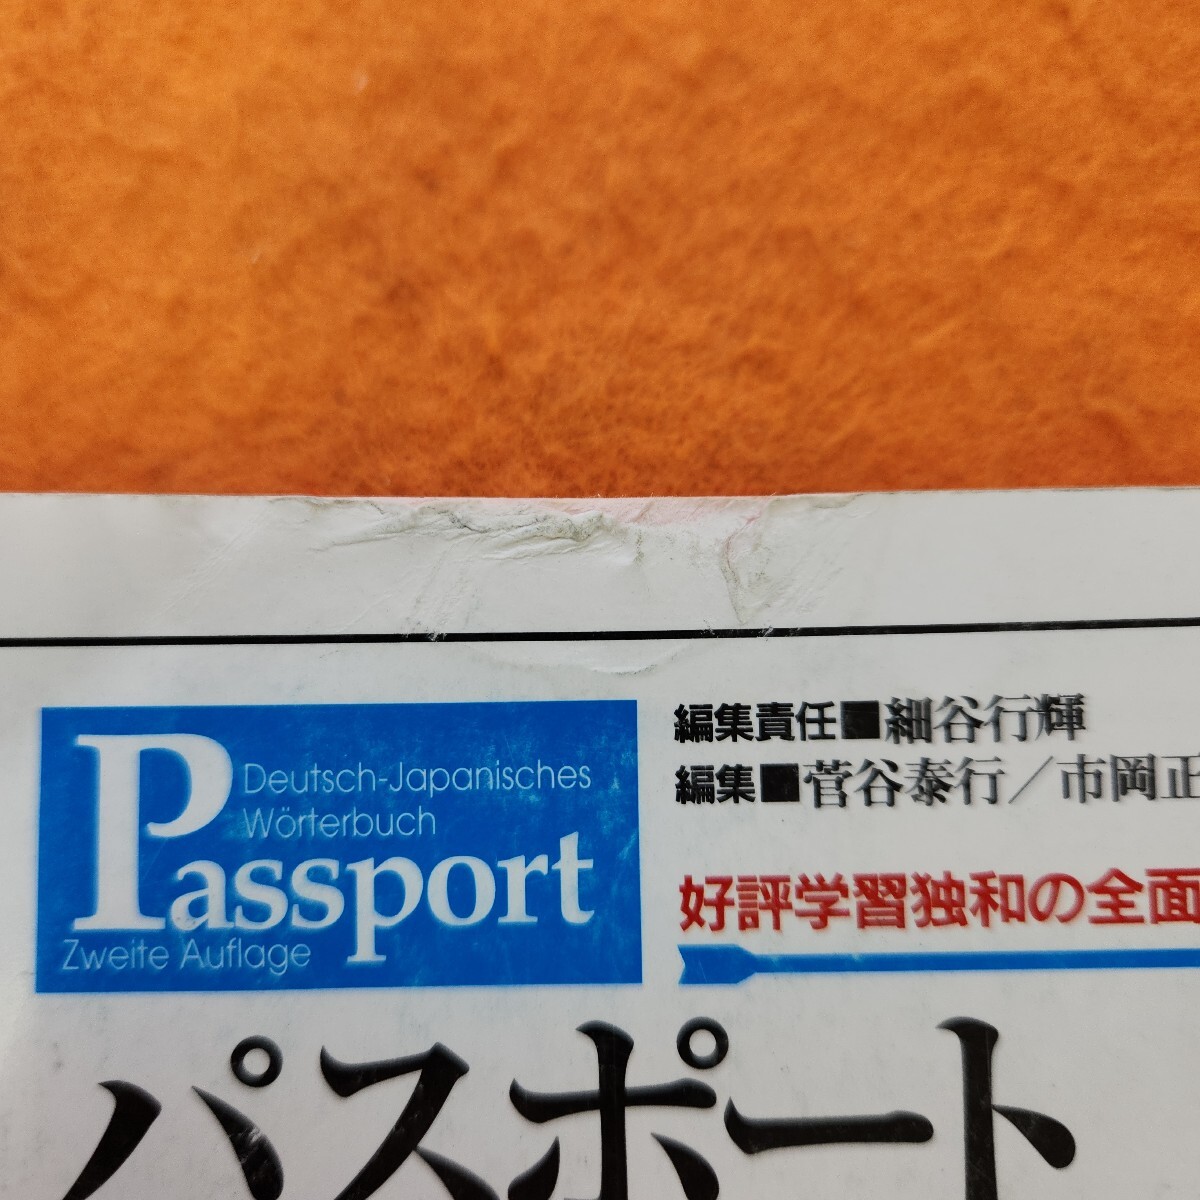 Deutsch-Japanisches
Wörterbuch
Passport
Zweite Auflage
編集責任■細谷行輝
編集■菅谷泰行／市岡正
好評学習独和の全面
パスポート